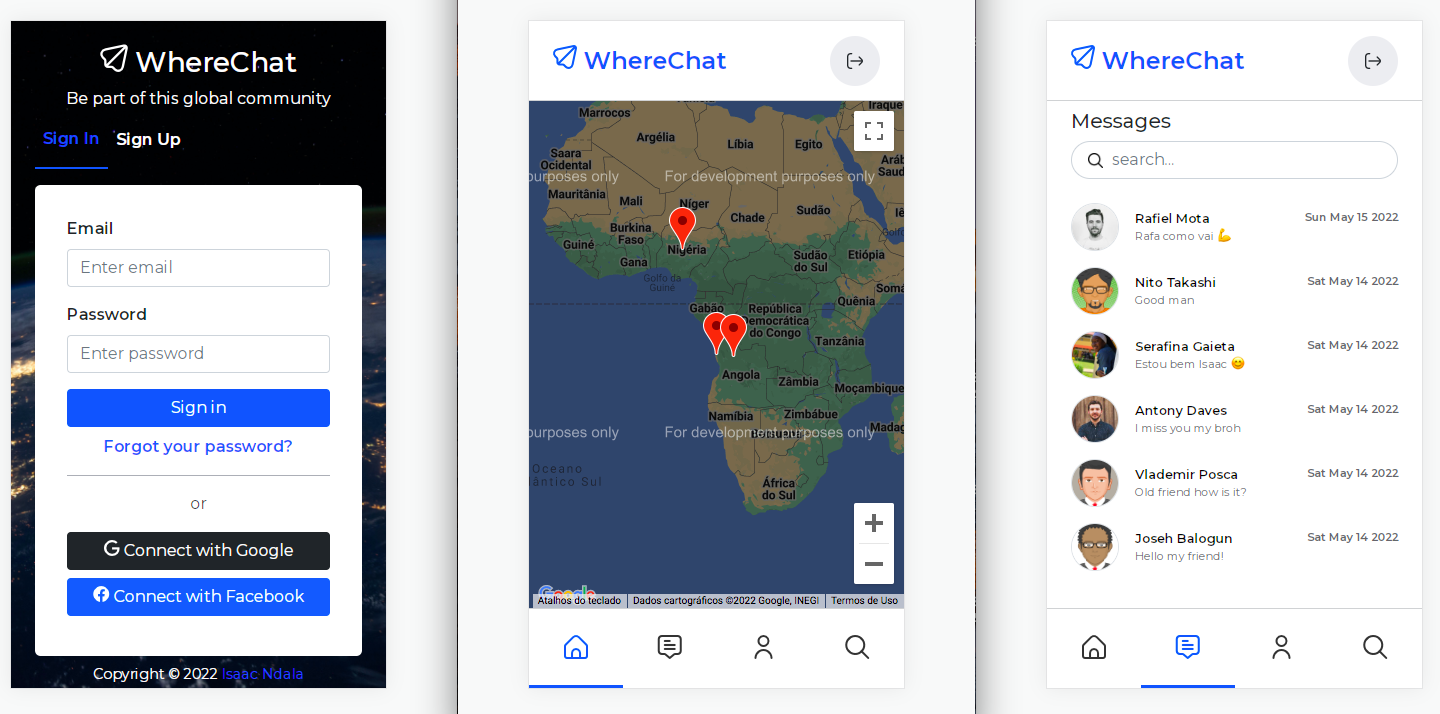 WhereChat
Be part of this global community
Sign In Sign Up
Email
Enter email
Password
Enter password
Sign in
Forgot your password?
or
Connect with Google
Connect with Facebook
Copyright © 2022 Isaac Ndala
WhereChat
Iraque
Marrocos
Argélia
Líbia
Egito
Saara
Ocidental
urposes only
For development purposes only
Mauritânia
Mali
Níger
Chade
Sudão
Burkina
Faso
Guiné
Nigéria
Gana
Sudão
do Sul
Etiópia
Golfo da
Guiné
Quênia
Gabão
República
Democrática
do Congo
Tanzânia
Angola
Zâmbia
Moçambique
Namíbia
Zimbábue
urposes only
For development purposes only
Oceano
lântico Sul
África
do Sul
Google
Atalhos do teclado
Dados cartográficos ©2022 Google, INEGI
Termos de Uso
WhereChat
Messages
search...
Rafiel Mota Sun May 15 2022
Rafa como vai 💪
Nito Takashi Sat May 14 2022
Good man
Serafina Gaieta Sat May 14 2022
Estou bem Isaac 😊
Antony Daves Sat May 14 2022
I miss you my broh
Vlademir Posca Sat May 14 2022
Old friend how is it?
Joseh Balogun Sat May 14 2022
Hello my friend!